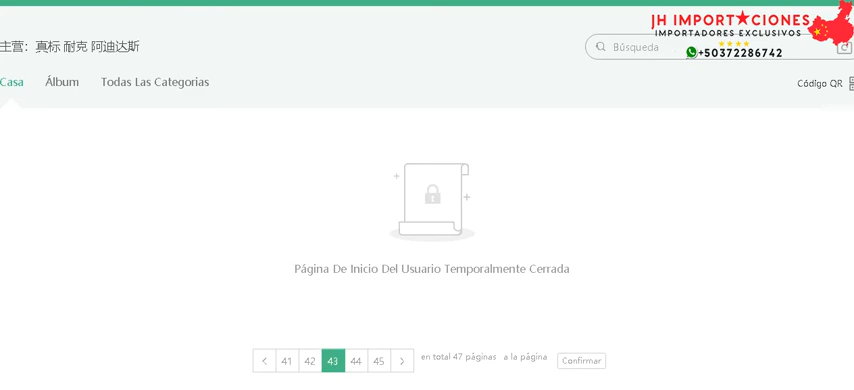 JH IMPORT★CIONES
IMPORTADORES EXCLUSIVOS
主营：真标 耐克 阿迪达斯
Búsqueda
+50372286742
Casa
Álbum
Todas Las Categorias
Código QR
Página De Inicio Del Usuario Temporalmente Cerrada
41
42
43
44
45
en total 47 páginas
a la página
Confirmar